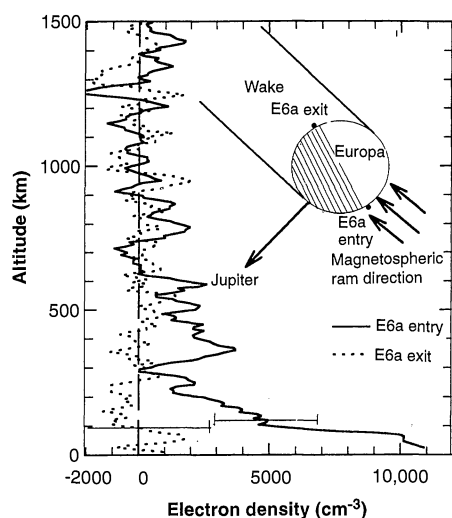 1500
1000
500
0
Altitude (km)
-2000
0
5000
10,000
Electron density (cm⁻³)
Wake
E6a exit
Europa
E6a
entry
Magnetospheric
ram direction
Jupiter
E6a entry
E6a exit